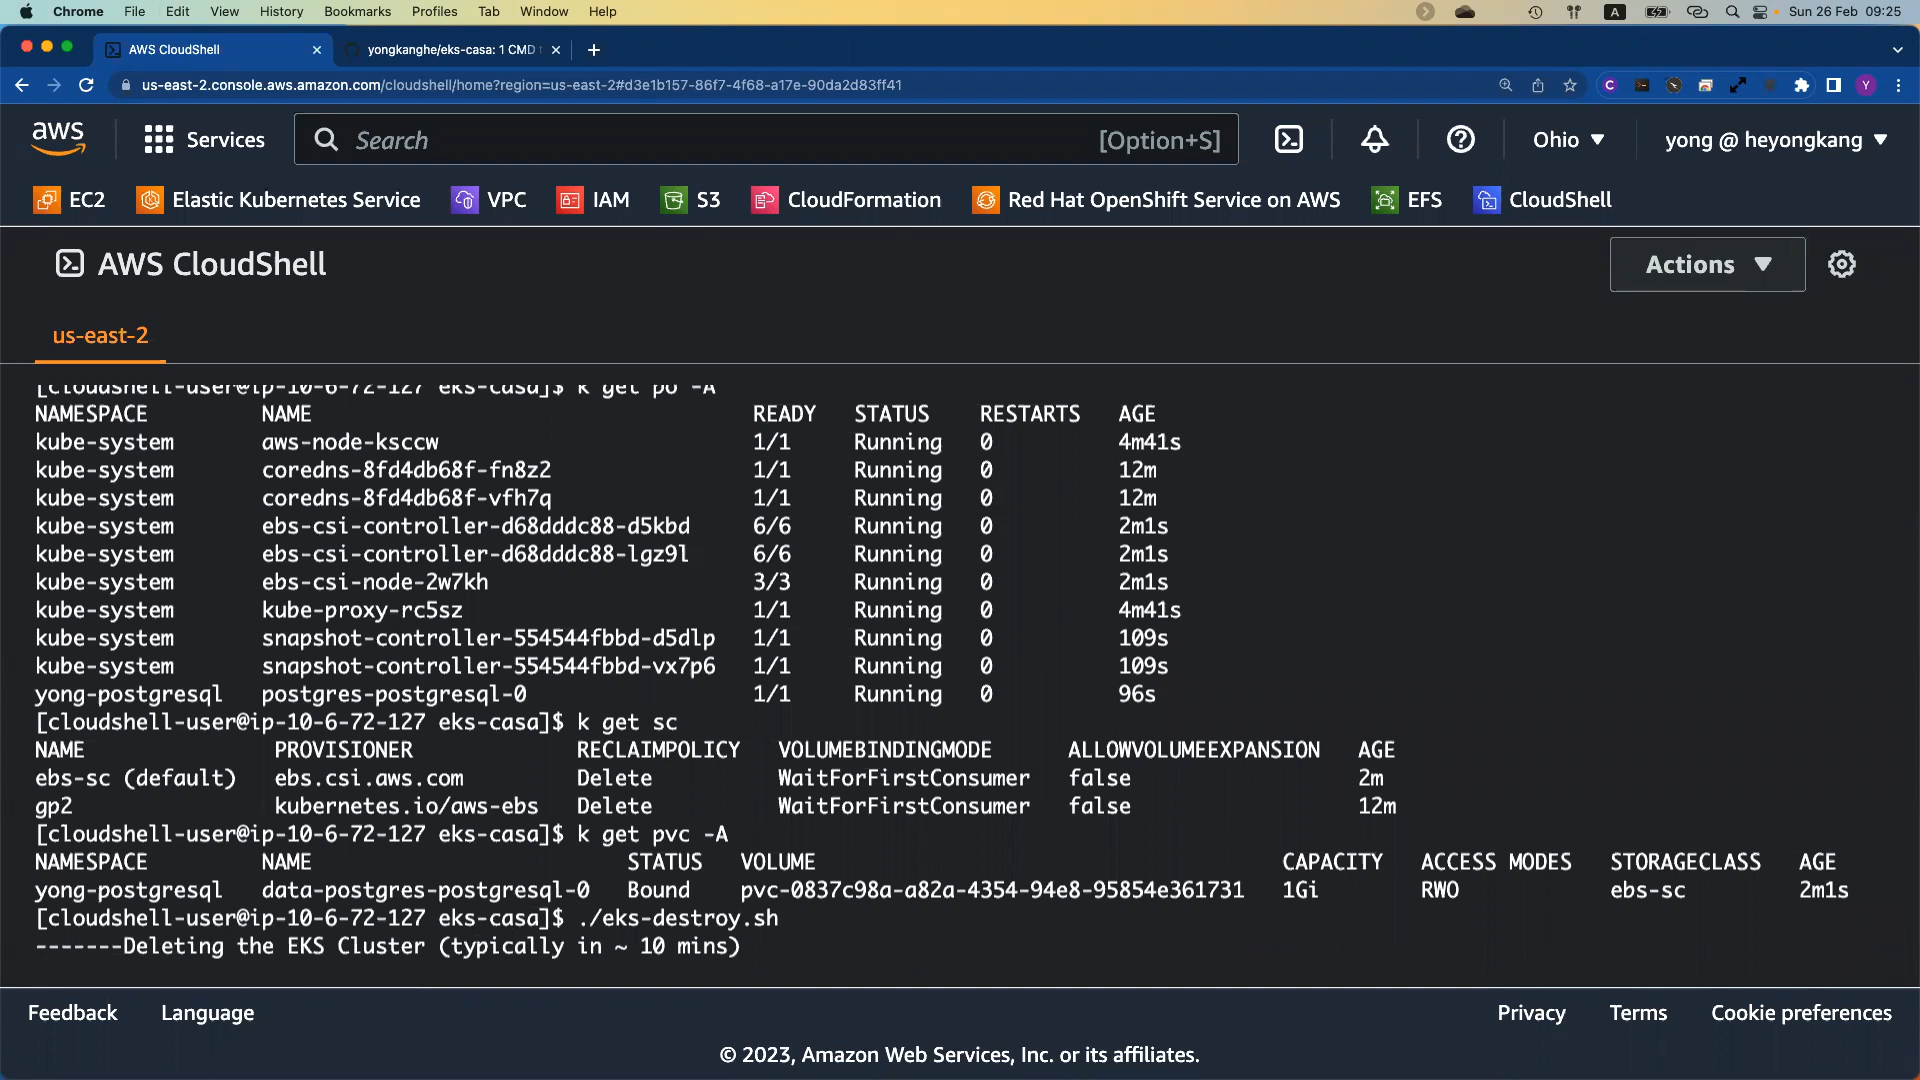 Chrome File Edit View History Bookmarks Profiles Tab Window Help A Sun 26 Feb 09:25
AWS CloudShell yongkanghe/eks-casa: 1 CMD
us-east-2.console.aws.amazon.com/cloudshell/home?region=us-east-2#d3e1b157-86f7-4f68-a17e-90da2d83ff41 C Y
aws Services Search [Option+S] Ohio yong @ heyongkang
EC2 Elastic Kubernetes Service VPC IAM S3 CloudFormation Red Hat OpenShift Service on AWS EFS CloudShell
AWS CloudShell Actions
us-east-2
[cloudshell-user@ip-10-6-72-127 eks-casa]$ k get po -A
NAMESPACE NAME READY STATUS RESTARTS AGE
kube-system aws-node-ksccw 1/1 Running 0 4m41s
kube-system coredns-8fd4db68f-fn8z2 1/1 Running 0 12m
kube-system coredns-8fd4db68f-vfh7q 1/1 Running 0 12m
kube-system ebs-csi-controller-d68dddc88-d5kbd 6/6 Running 0 2m1s
kube-system ebs-csi-controller-d68dddc88-lgz9l 6/6 Running 0 2m1s
kube-system ebs-csi-node-2w7kh 3/3 Running 0 2m1s
kube-system kube-proxy-rc5sz 1/1 Running 0 4m41s
kube-system snapshot-controller-554544fbbd-d5dlp 1/1 Running 0 109s
kube-system snapshot-controller-554544fbbd-vx7p6 1/1 Running 0 109s
yong-postgresql postgres-postgresql-0 1/1 Running 0 96s
[cloudshell-user@ip-10-6-72-127 eks-casa]$ k get sc
NAME PROVISIONER RECLAIMPOLICY VOLUMEBINDINGMODE ALLOWVOLUMEEXPANSION AGE
ebs-sc (default) ebs.csi.aws.com Delete WaitForFirstConsumer false 2m
gp2 kubernetes.io/aws-ebs Delete WaitForFirstConsumer false 12m
[cloudshell-user@ip-10-6-72-127 eks-casa]$ k get pvc -A
NAMESPACE NAME STATUS VOLUME CAPACITY ACCESS MODES STORAGECLASS AGE
yong-postgresql data-postgres-postgresql-0 Bound pvc-0837c98a-a82a-4354-94e8-95854e361731 1Gi RWO ebs-sc 2m1s
[cloudshell-user@ip-10-6-72-127 eks-casa]$ ./eks-destroy.sh
-------Deleting the EKS Cluster (typically in ~ 10 mins)
Feedback Language Privacy Terms Cookie preferences
© 2023, Amazon Web Services, Inc. or its affiliates.